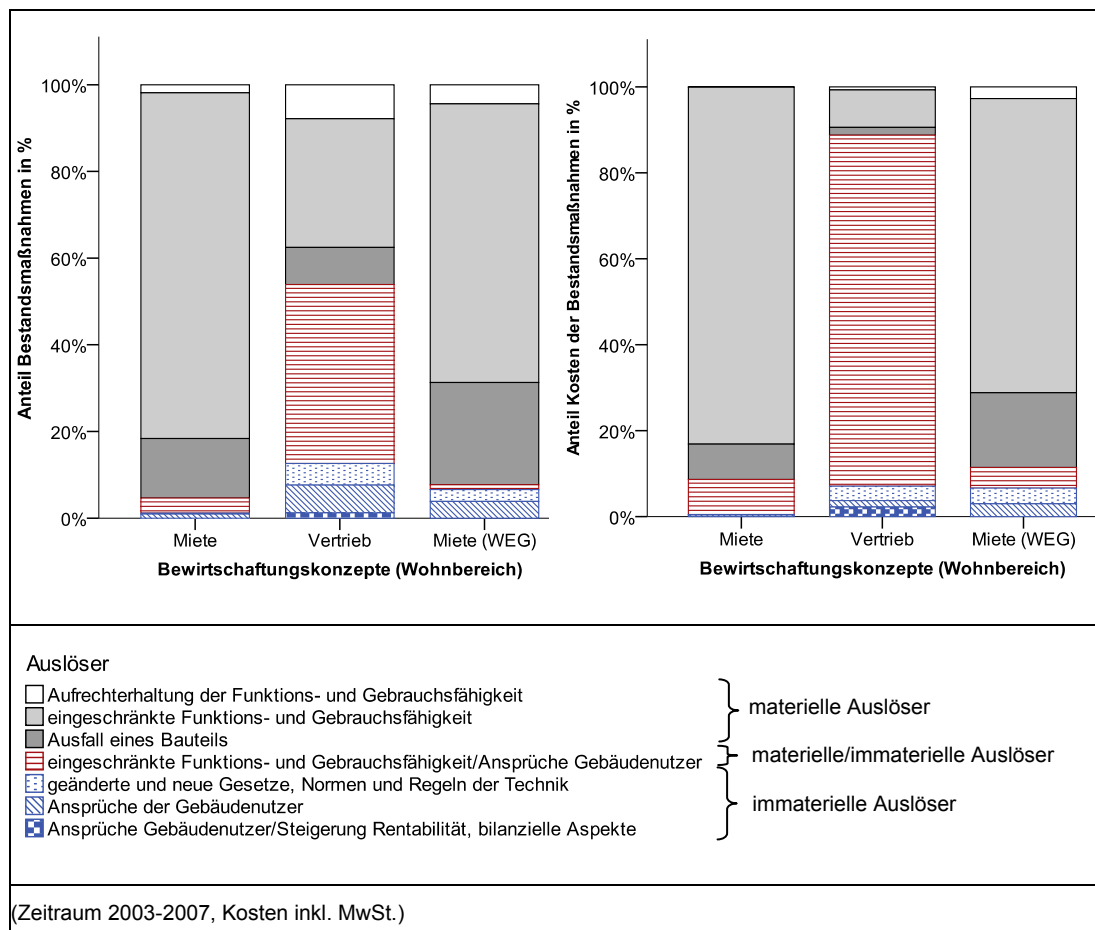 Anteil Bestandsmaßnahmen in %
100%
80%
60%
40%
20%
0%
Miete
Vertrieb
Miete (WEG)
Bewirtschaftungskonzepte (Wohnbereich)
Anteil Kosten der Bestandsmaßnahmen in %
100%
80%
60%
40%
20%
0%
Miete
Vertrieb
Miete (WEG)
Bewirtschaftungskonzepte (Wohnbereich)
Auslöser
Aufrechterhaltung der Funktions- und Gebrauchsfähigkeit
eingeschränkte Funktions- und Gebrauchsfähigkeit
Ausfall eines Bauteils
eingeschränkte Funktions- und Gebrauchsfähigkeit/Ansprüche Gebäudenutzer
geänderte und neue Gesetze, Normen und Regeln der Technik
Ansprüche der Gebäudenutzer
Ansprüche Gebäudenutzer/Steigerung Rentabilität, bilanzielle Aspekte
materielle Auslöser
materielle/immaterielle Auslöser
immaterielle Auslöser
(Zeitraum 2003-2007, Kosten inkl. MwSt.)